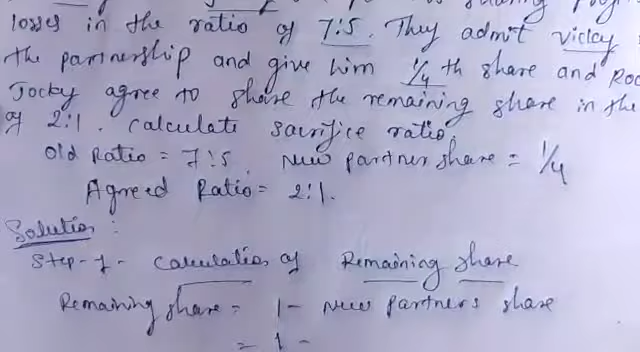 losses in the ratio of 7:5. They admit vicky
the partnership and give him 1/4 th share and
Jocky agree to share the remaining share in the
of 2:1. Calculate sacrifice ratio,
Old Ratio = 7:5, New partner share = 1/4
Agreed Ratio = 2:1.
Solution:
Step-1- Calculation of Remaining share
Remaining share = 1- New partners share
= 1-